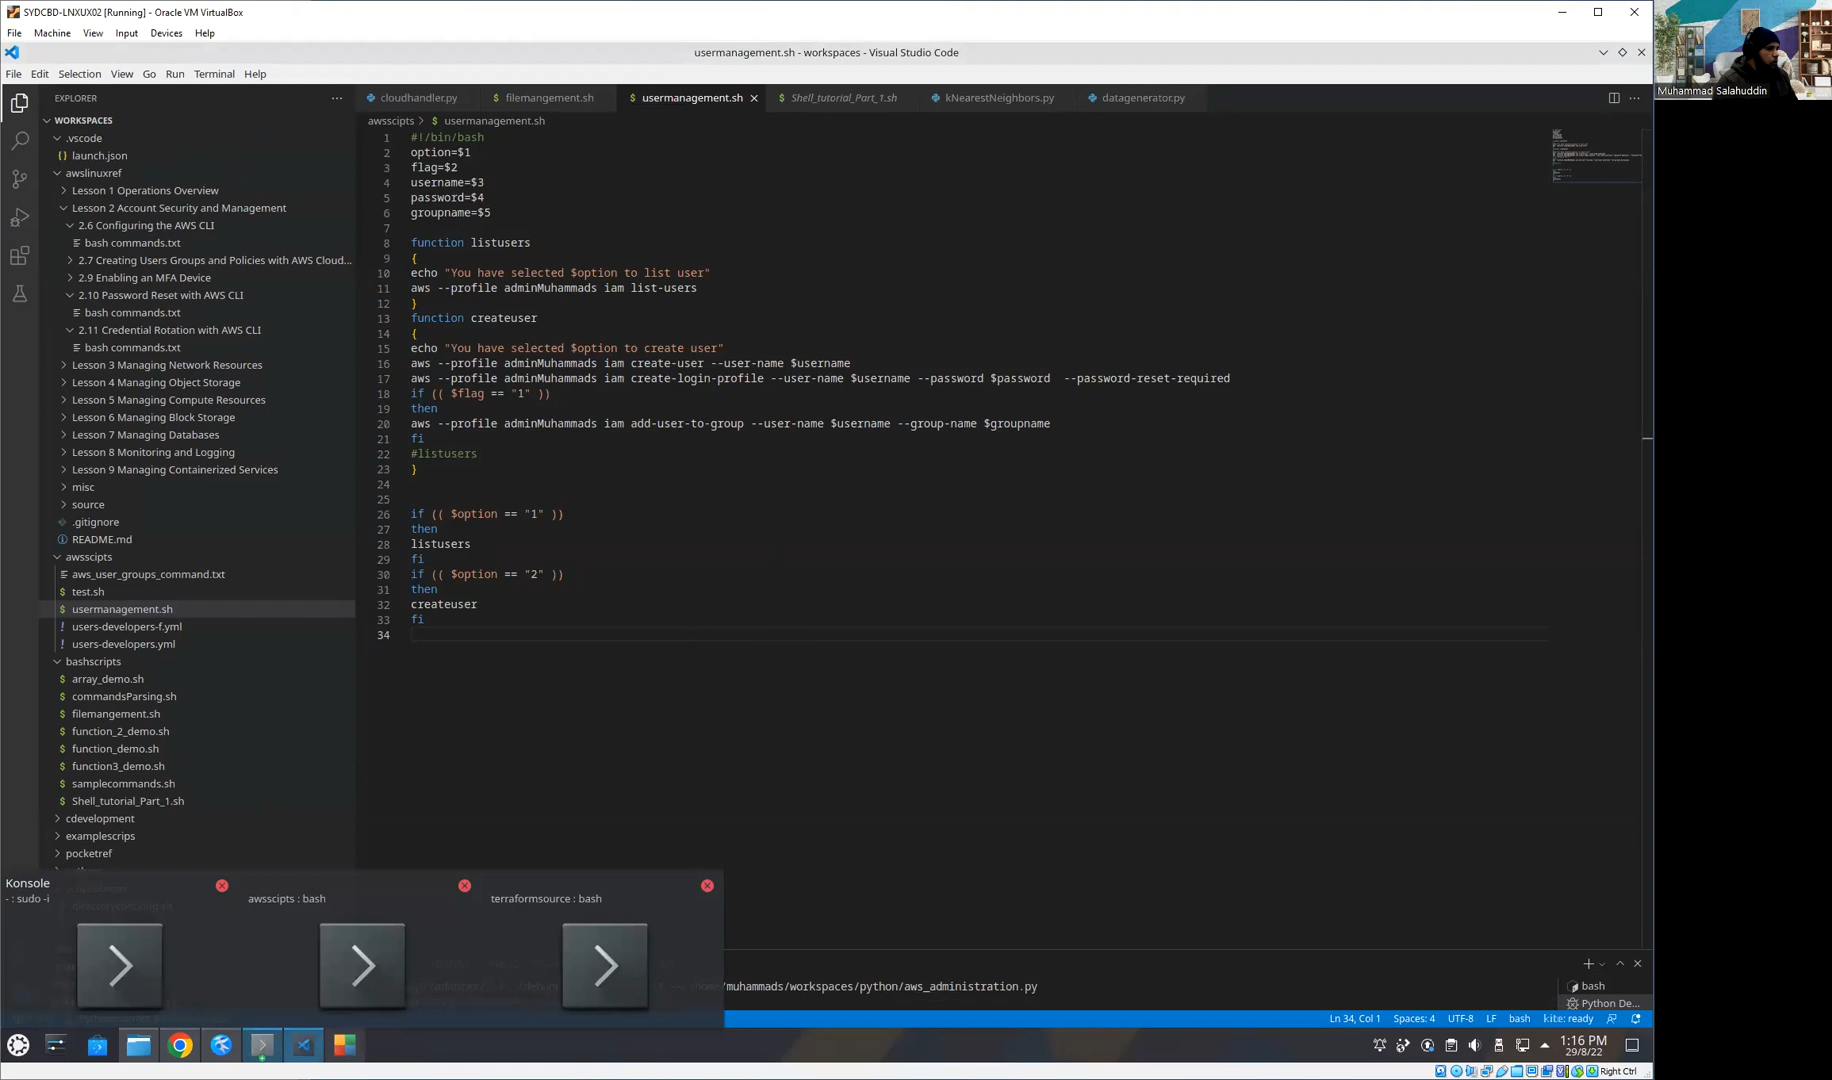 SYDCBD-LNXUX02 [Running] - Oracle VM VirtualBox
File Machine View Input Devices Help
usermanagement.sh - workspaces - Visual Studio Code
File Edit Selection View Go Run Terminal Help
Muhammad Salahuddin
EXPLORER
WORKSPACES
.vscode
launch.json
awslinuxref
Lesson 1 Operations Overview
Lesson 2 Account Security and Management
2.6 Configuring the AWS CLI
bash commands.txt
2.7 Creating Users Groups and Policies with AWS Cloud...
2.9 Enabling an MFA Device
2.10 Password Reset with AWS CLI
bash commands.txt
2.11 Credential Rotation with AWS CLI
bash commands.txt
Lesson 3 Managing Network Resources
Lesson 4 Managing Object Storage
Lesson 5 Managing Compute Resources
Lesson 6 Managing Block Storage
Lesson 7 Managing Databases
Lesson 8 Monitoring and Logging
Lesson 9 Managing Containerized Services
misc
source
.gitignore
README.md
awsscipts
aws_user_groups_command.txt
$ test.sh
$ usermanagement.sh
! users-developers-f.yml
! users-developers.yml
bashscripts
$ array_demo.sh
$ commandsParsing.sh
$ filemangement.sh
$ function_2_demo.sh
$ function_demo.sh
$ function3_demo.sh
$ samplecommands.sh
$ Shell_tutorial_Part_1.sh
cdevelopment
examplescrips
pocketref
cloudhandler.py $ filemangement.sh $ usermanagement.sh $ Shell_tutorial_Part_1.sh kNearestNeighbors.py datagenerator.py
awsscipts > $ usermanagement.sh
1 #!/bin/bash
2 option=$1
3 flag=$2
4 username=$3
5 password=$4
6 groupname=$5
7
8 function listusers
9 {
10 echo "You have selected $option to list user"
11 aws --profile adminMuhammads iam list-users
12 }
13 function createuser
14 {
15 echo "You have selected $option to create user"
16 aws --profile adminMuhammads iam create-user --user-name $username
17 aws --profile adminMuhammads iam create-login-profile --user-name $username --password $password --password-reset-required
18 if (( $flag == "1" ))
19 then
20 aws --profile adminMuhammads iam add-user-to-group --user-name $username --group-name $groupname
21 fi
22 #listusers
23 }
24
25
26 if (( $option == "1" ))
27 then
28 listusers
29 fi
30 if (( $option == "2" ))
31 then
32 createuser
33 fi
34
Konsole
- : sudo -i
awsscipts : bash
terraformsource : bash
/muhammads/workspaces/python/aws_administration.py
bash
Python De...
Ln 34, Col 1 Spaces: 4 UTF-8 LF bash kite: ready
1:16 PM
29/8/22
Right Ctrl